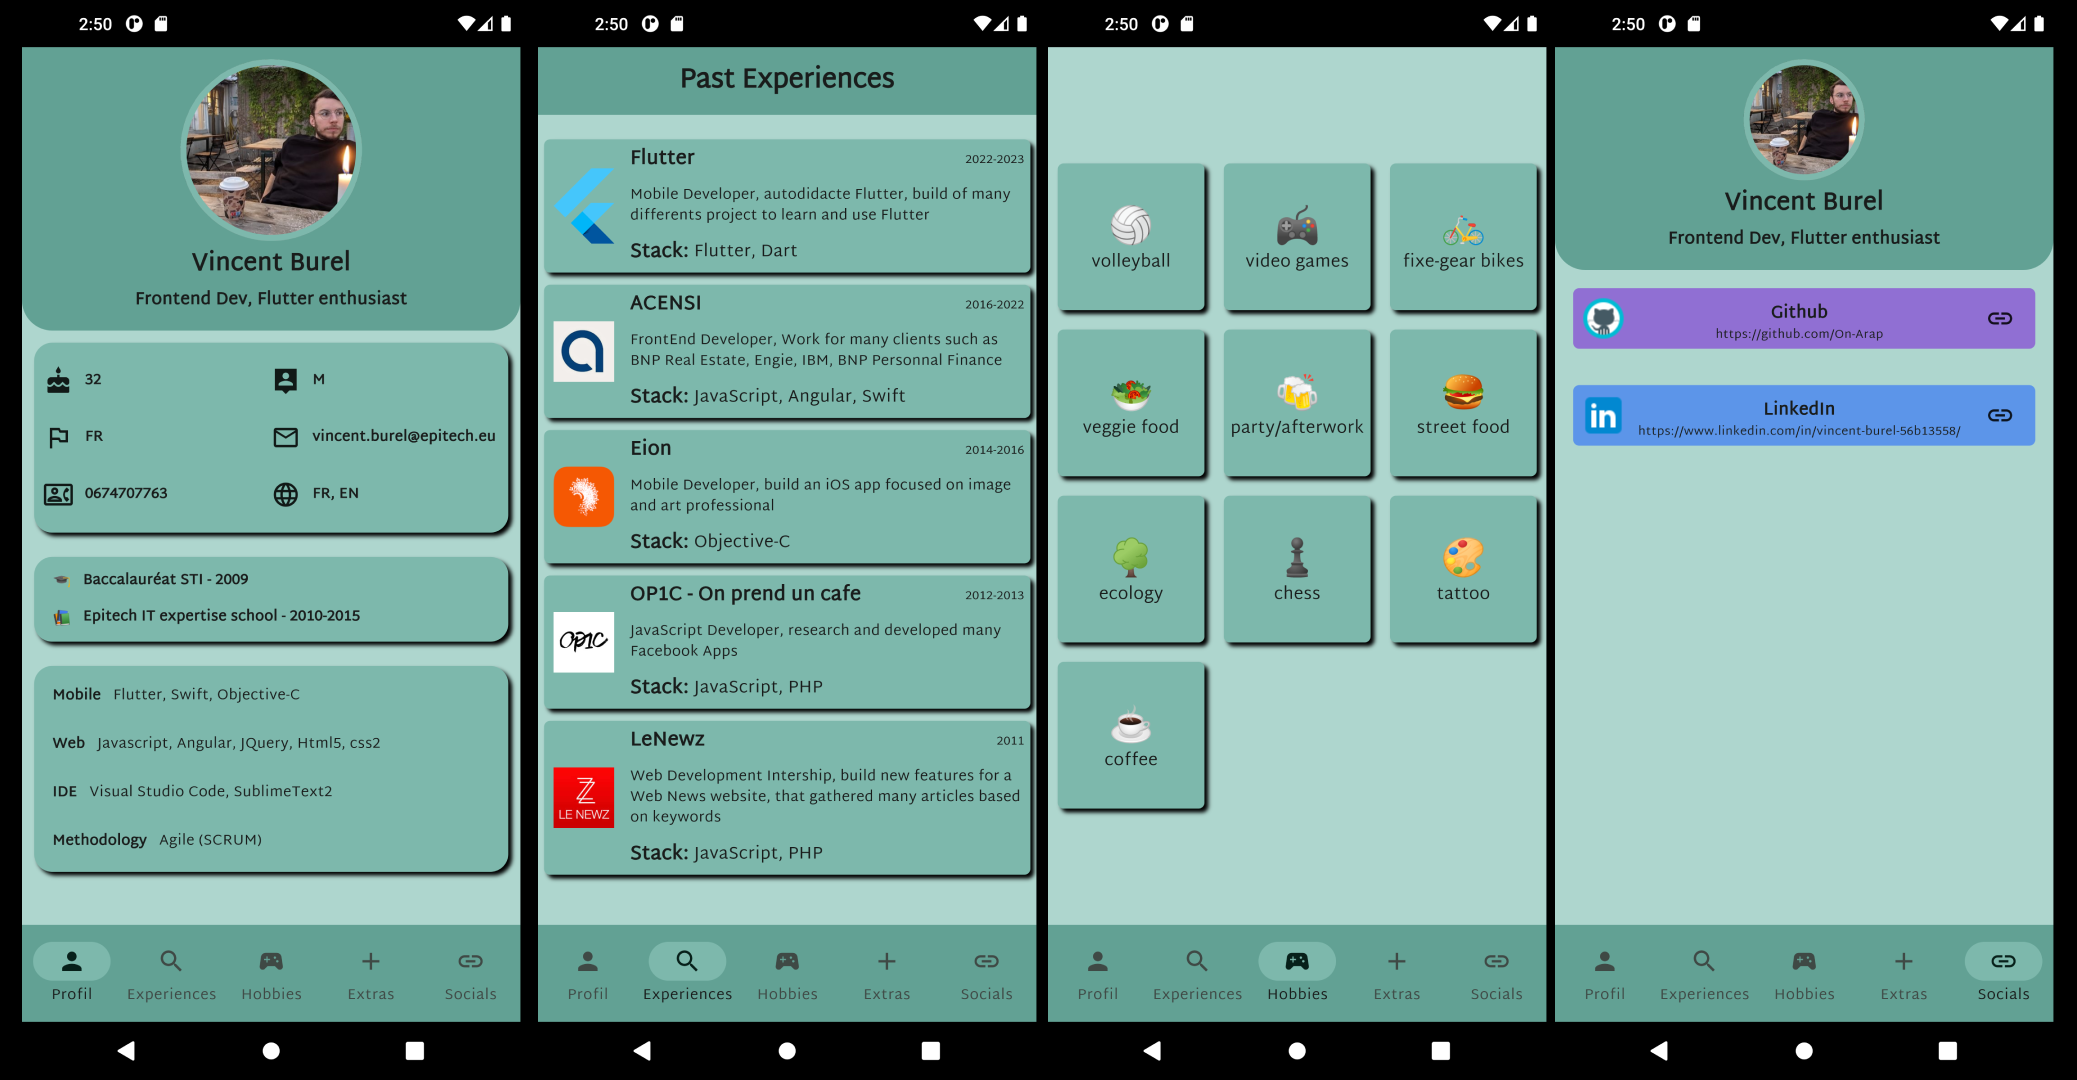 2:50
Vincent Burel
Frontend Dev, Flutter enthusiast
32
M
FR
vincent.burel@epitech.eu
0674707763
FR, EN
Baccalauréat STI - 2009
Epitech IT expertise school - 2010-2015
Mobile Flutter, Swift, Objective-C
Web Javascript, Angular, JQuery, Html5, css2
IDE Visual Studio Code, SublimeText2
Methodology Agile (SCRUM)
Profil Experiences Hobbies Extras Socials
2:50
Past Experiences
Flutter 2022-2023
Mobile Developer, autodidacte Flutter, build of many
differents project to learn and use Flutter
Stack: Flutter, Dart
ACENSI 2016-2022
FrontEnd Developer, Work for many clients such as
BNP Real Estate, Engie, IBM, BNP Personnal Finance
Stack: JavaScript, Angular, Swift
Eion 2014-2016
Mobile Developer, build an iOS app focused on image
and art professional
Stack: Objective-C
OP1C - On prend un cafe 2012-2013
OP1C
JavaScript Developer, research and developed many
Facebook Apps
Stack: JavaScript, PHP
LeNewz 2011
LE NEWZ
Web Development Intership, build new features for a
Web News website, that gathered many articles based
on keywords
Stack: JavaScript, PHP
Profil Experiences Hobbies Extras Socials
2:50
volleyball video games fixe-gear bikes
veggie food party/afterwork street food
ecology chess tattoo
coffee
Profil Experiences Hobbies Extras Socials
2:50
Vincent Burel
Frontend Dev, Flutter enthusiast
Github
https://github.com/On-Arap
in
LinkedIn
https://www.linkedin.com/in/vincent-burel-56b13558/
Profil Experiences Hobbies Extras Socials